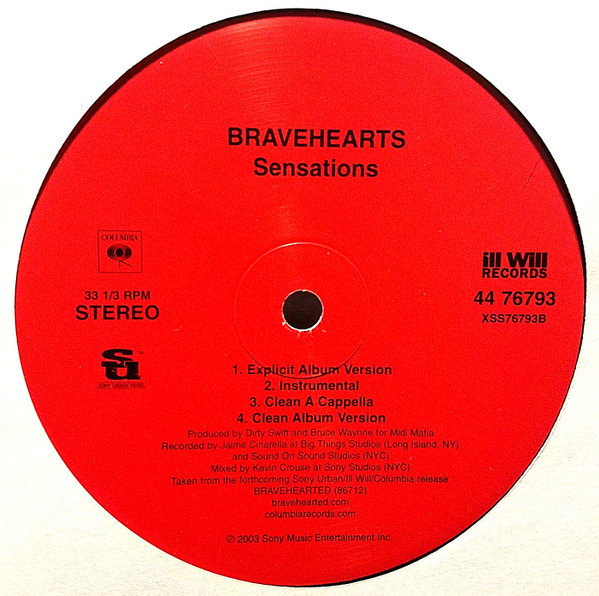 BRAVEHEARTS
Sensations
COLUMBIA
33 1/3 RPM
STEREO
SU™
SONY URBAN MUSIC
ill Will
RECORDS
44 76793
XSS76793B
1. Explicit Album Version
2. Instrumental
3. Clean A Cappella
4. Clean Album Version
Produced by Dirty Swift and Bruce Waynne for Midi Mafia
Recorded by Jaime Cinarella at Big Things Studios (Long Island, NY)
and Sound On Sound Studios (NYC)
Mixed by Kevin Crouse at Sony Studios (NYC)
Taken from the forthcoming Sony Urban/Ill Will/Columbia release
BRAVEHEARTED (86712)
bravehearted.com
columbiarecords.com
℗ 2003 Sony Music Entertainment Inc.